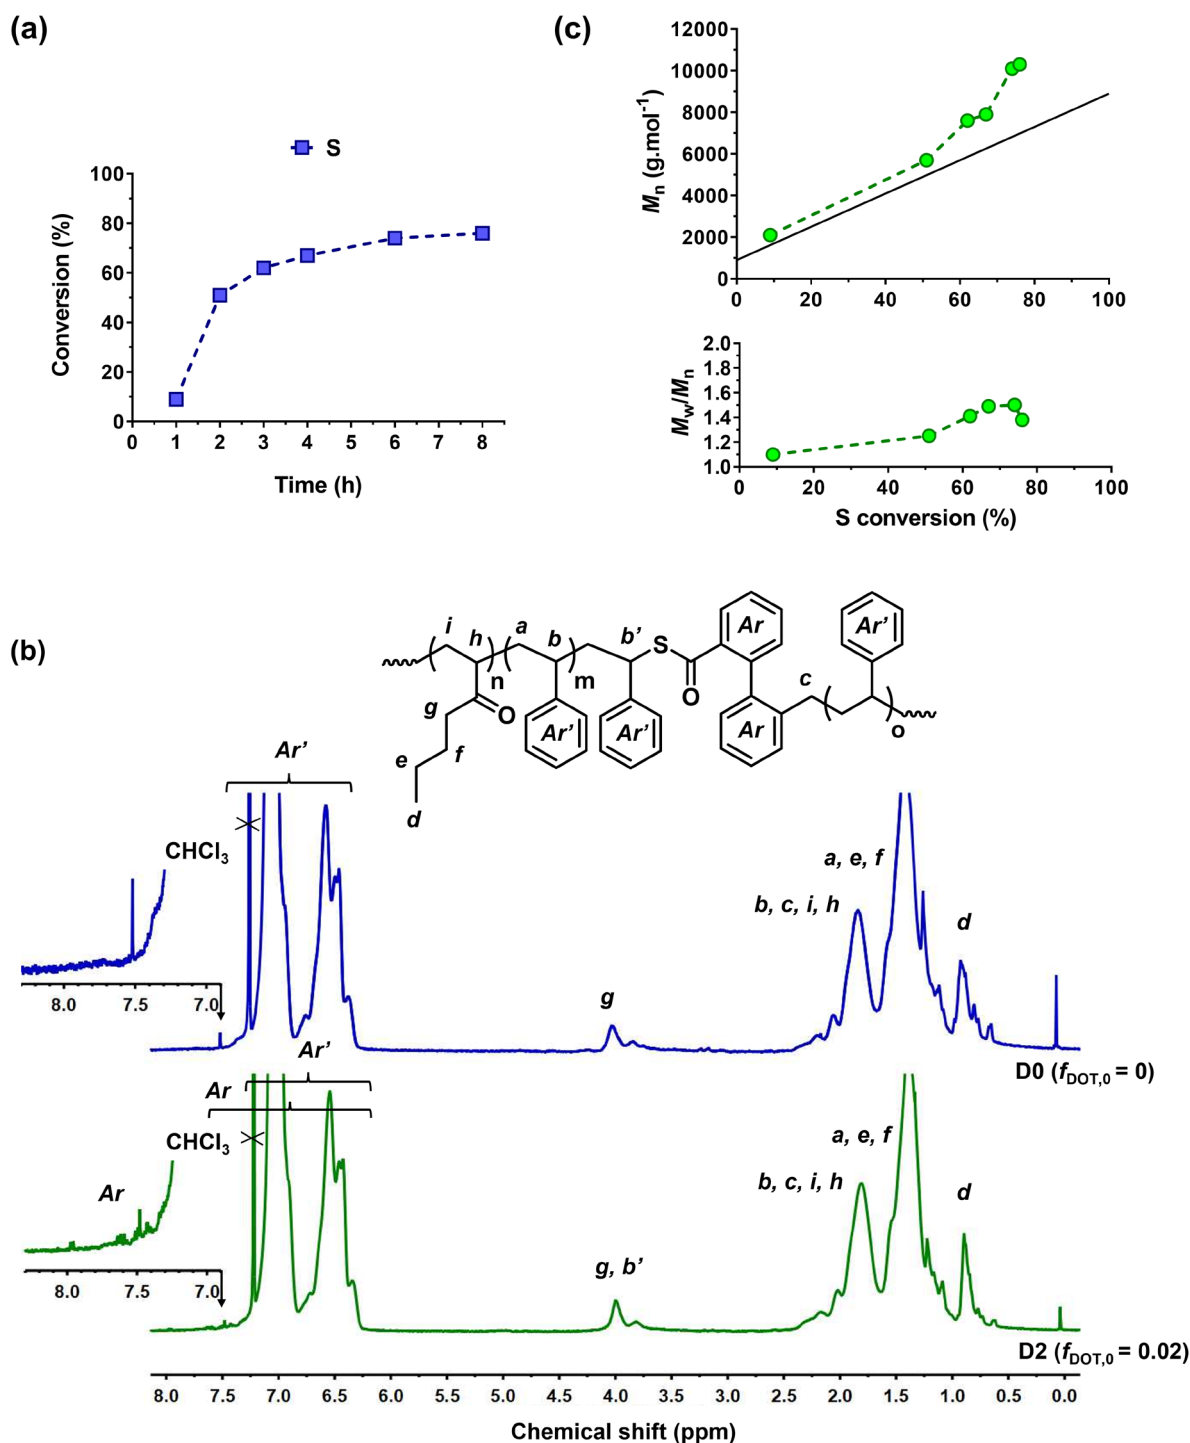 (a)
S
100
80
60
40
20
0
Conversion (%)
0 1 2 3 4 5 6 7 8
Time (h)
(c)
12000
10000
8000
6000
4000
2000
0
Mn (g.mol-1)
0 20 40 60 80 100
2.0
1.8
1.6
1.4
1.2
1.0
Mw/Mn
0 20 40 60 80 100
S conversion (%)
(b)
i h a b b' S Ar Ar'
n m O c o
g O Ar' Ar' Ar
e f
d
Ar'
CHCl3
8.0 7.5 7.0
g
b, c, i, h
a, e, f
d
D0 (fDOT,0 = 0)
Ar'
Ar
CHCl3
Ar
8.0 7.5 7.0
g, b'
b, c, i, h
a, e, f
d
D2 (fDOT,0 = 0.02)
8.0 7.5 7.0 6.5 6.0 5.5 5.0 4.5 4.0 3.5 3.0 2.5 2.0 1.5 1.0 0.5 0.0
Chemical shift (ppm)